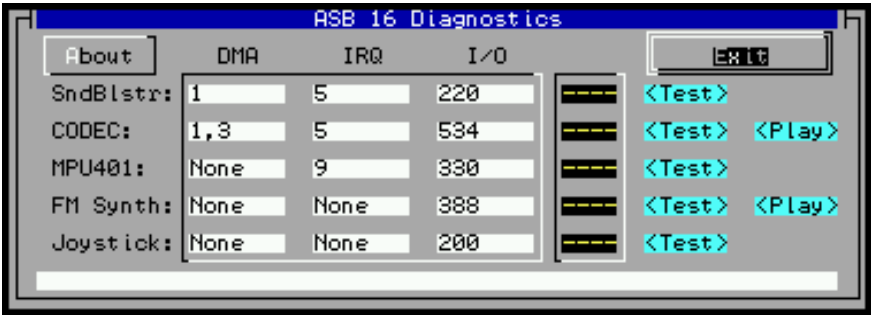 ASB 16 Diagnostics
About DMA IRQ I/O Exit
SndBlstr: 1 5 220 ---- <Test>
CODEC: 1,3 5 534 ---- <Test> <Play>
MPU401: None 9 330 ---- <Test>
FM Synth: None None 388 ---- <Test> <Play>
Joystick: None None 200 ---- <Test>